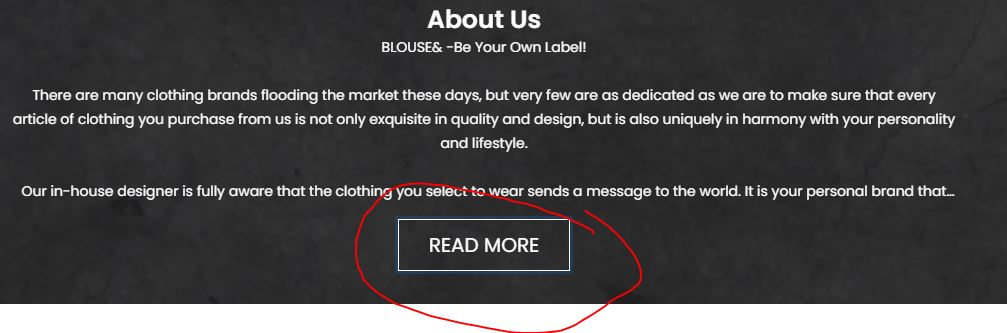 About Us
BLOUSE& -Be Your Own Label!
There are many clothing brands flooding the market these days, but very few are as dedicated as we are to make sure that every
article of clothing you purchase from us is not only exquisite in quality and design, but is also uniquely in harmony with your personality
and lifestyle.
Our in-house designer is fully aware that the clothing you select to wear sends a message to the world. It is your personal brand that...
READ MORE